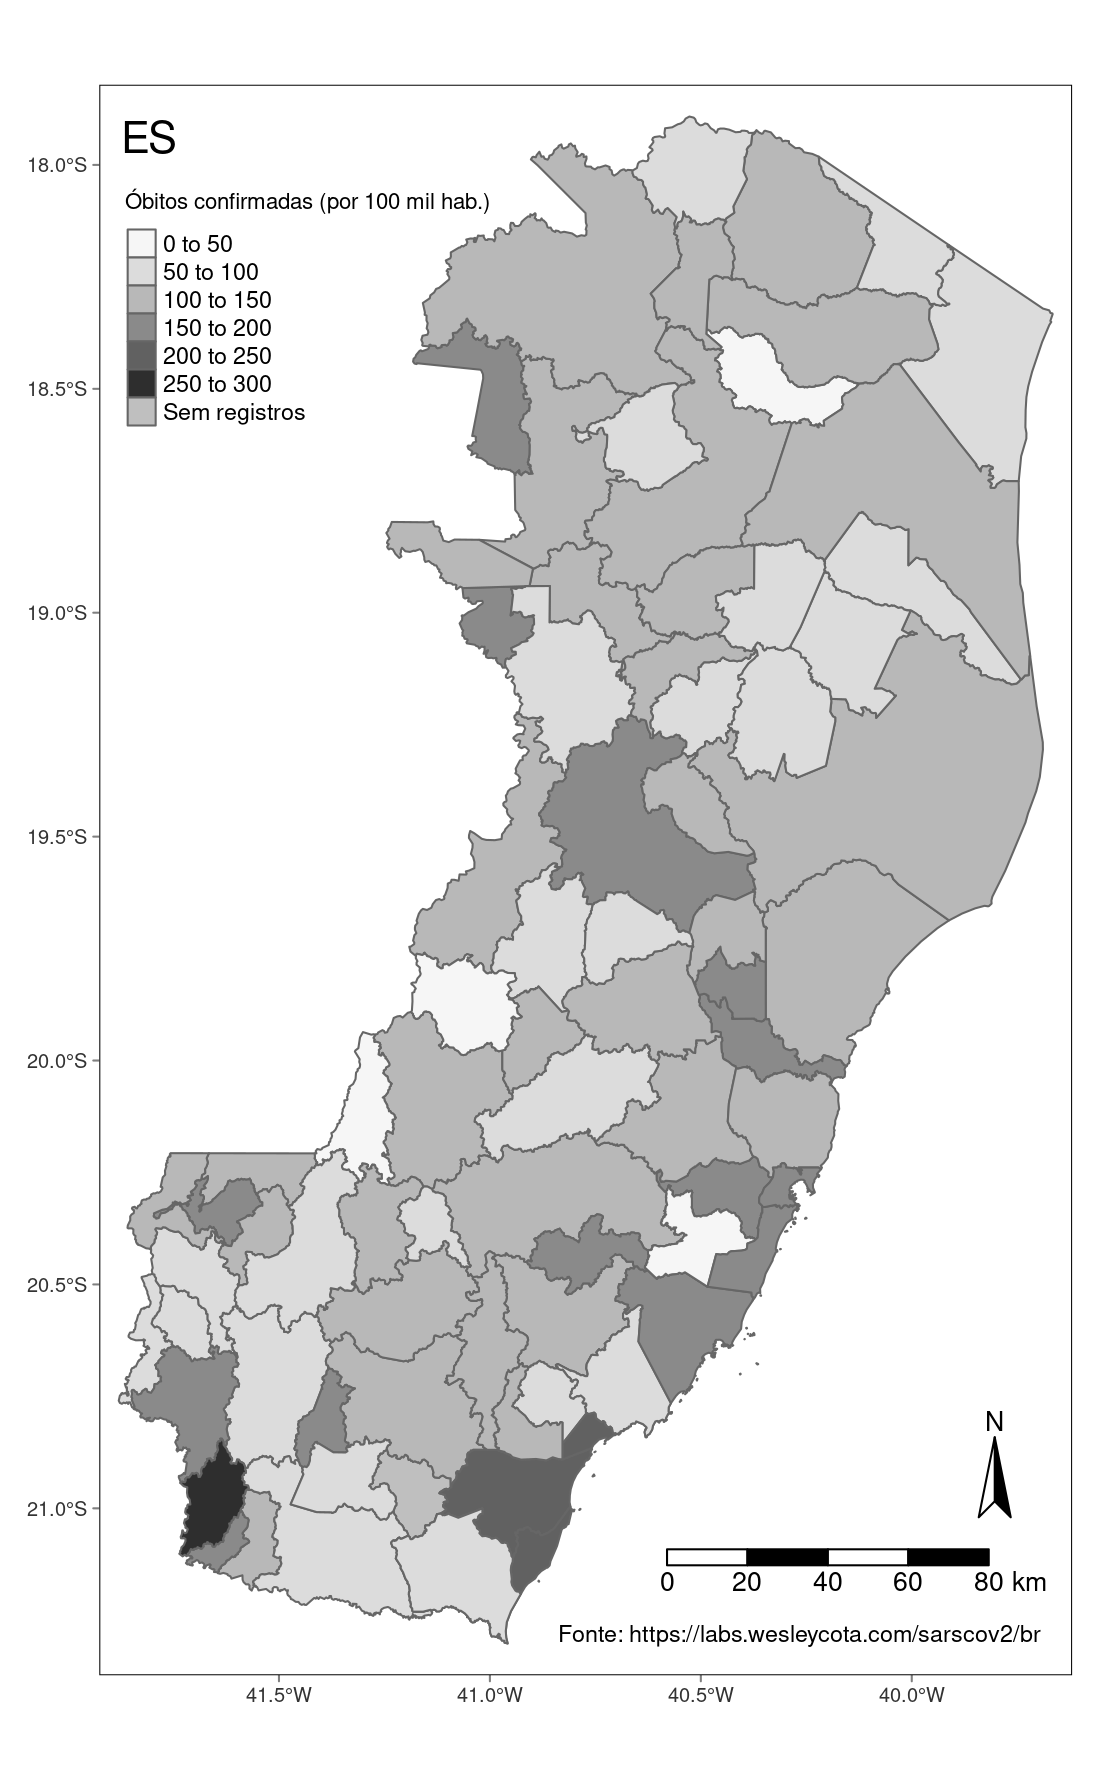 ES
Óbitos confirmadas (por 100 mil hab.)
0 to 50
50 to 100
100 to 150
150 to 200
200 to 250
250 to 300
Sem registros
18.0°S
18.5°S
19.0°S
19.5°S
20.0°S
20.5°S
21.0°S
N
0 20 40 60 80 km
Fonte: https://labs.wesleycota.com/sarscov2/br
41.5°W 41.0°W 40.5°W 40.0°W